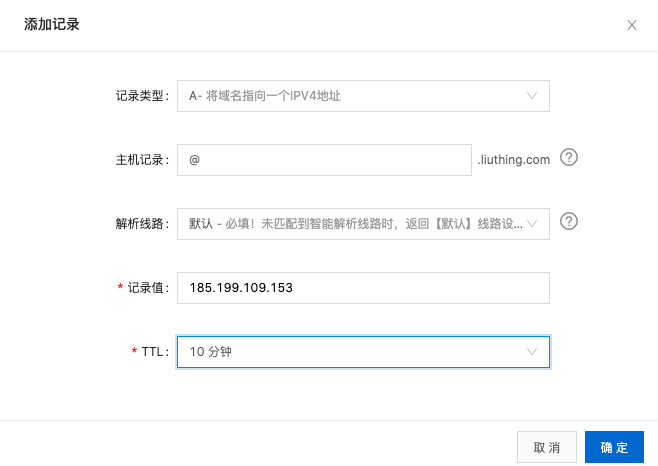 添加记录
记录类型: A- 将域名指向一个IPV4地址
主机记录: @ .liuthing.com ?
解析线路: 默认 - 必填！未匹配到智能解析线路时，返回【默认】线路设... ?
* 记录值: 185.199.109.153
* TTL: 10 分钟
取 消 确 定